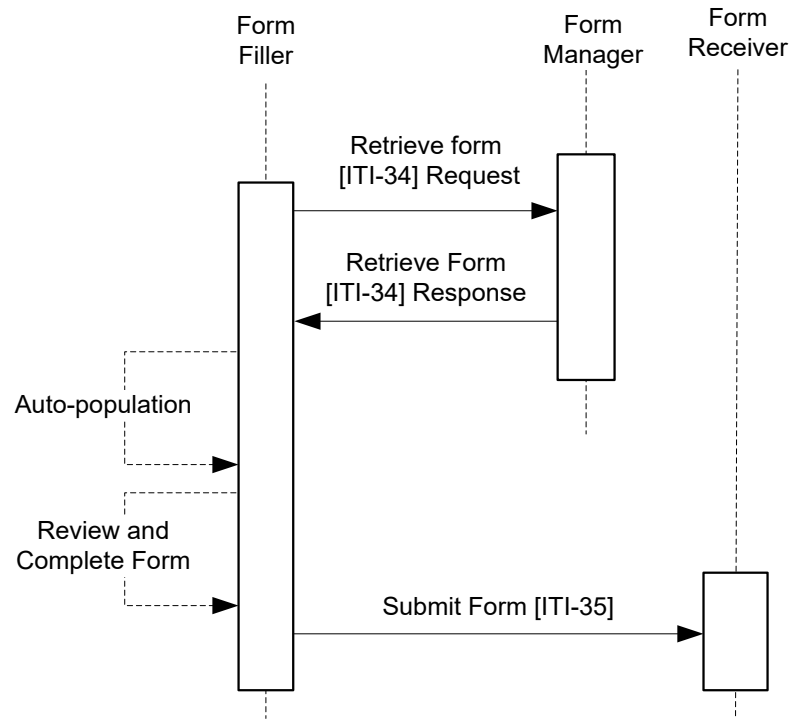 Form
Filler
Form
Manager
Form
Receiver
Retrieve form
[ITI-34] Request
Retrieve Form
[ITI-34] Response
Auto-population
Review and
Complete Form
Submit Form [ITI-35]